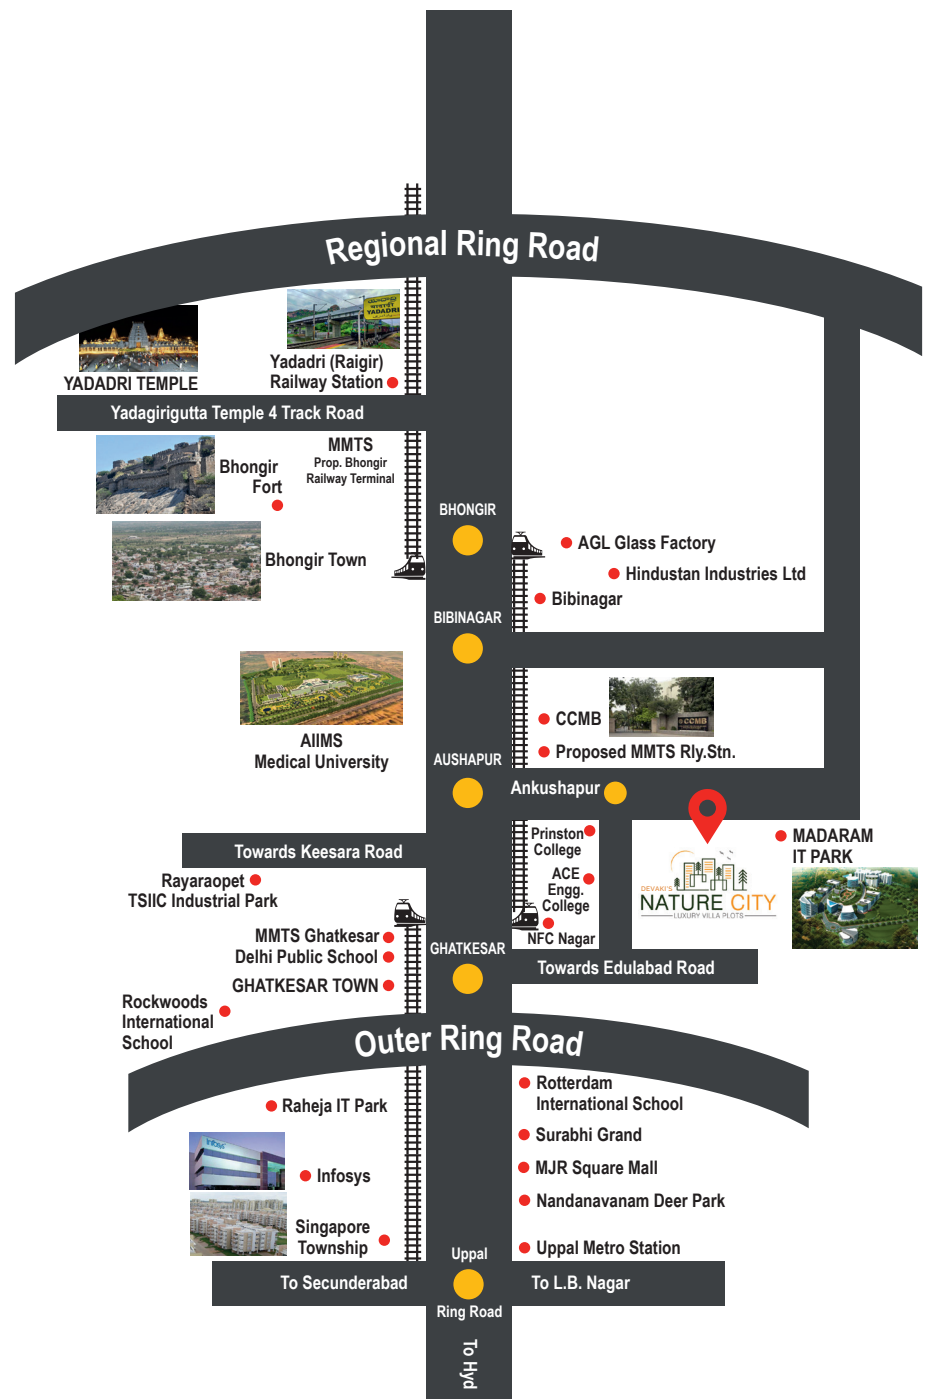 Regional Ring Road
YADADRI
YADADRI TEMPLE
Yadadri (Raigir)
Railway Station
Yadagirigutta Temple 4 Track Road
MMTS
Prop. Bhongir
Railway Terminal
Bhongir
Fort
BHONGIR
Bhongir Town
AGL Glass Factory
Hindustan Industries Ltd
Bibinagar
BIBINAGAR
CCMB
CCMB
Proposed MMTS Rly.Stn.
AIIMS
Medical University
AUSHAPUR
Ankushapur
Prinston
College
ACE
Engg.
College
NFC Nagar
DEVAKI'S
NATURE CITY
LUXURY VILLA PLOTS
MADARAM
IT PARK
Towards Keesara Road
Rayaraopet
TSIIC Industrial Park
MMTS Ghatkesar
Delhi Public School
GHATKESAR TOWN
GHATKESAR
Towards Edulabad Road
Rockwoods
International
School
Outer Ring Road
Raheja IT Park
Infosys
Infosys
Singapore
Township
Rotterdam
International School
Surabhi Grand
MJR Square Mall
Nandanavanam Deer Park
Uppal Metro Station
Uppal
To Secunderabad
To L.B. Nagar
Ring Road
To Hyd